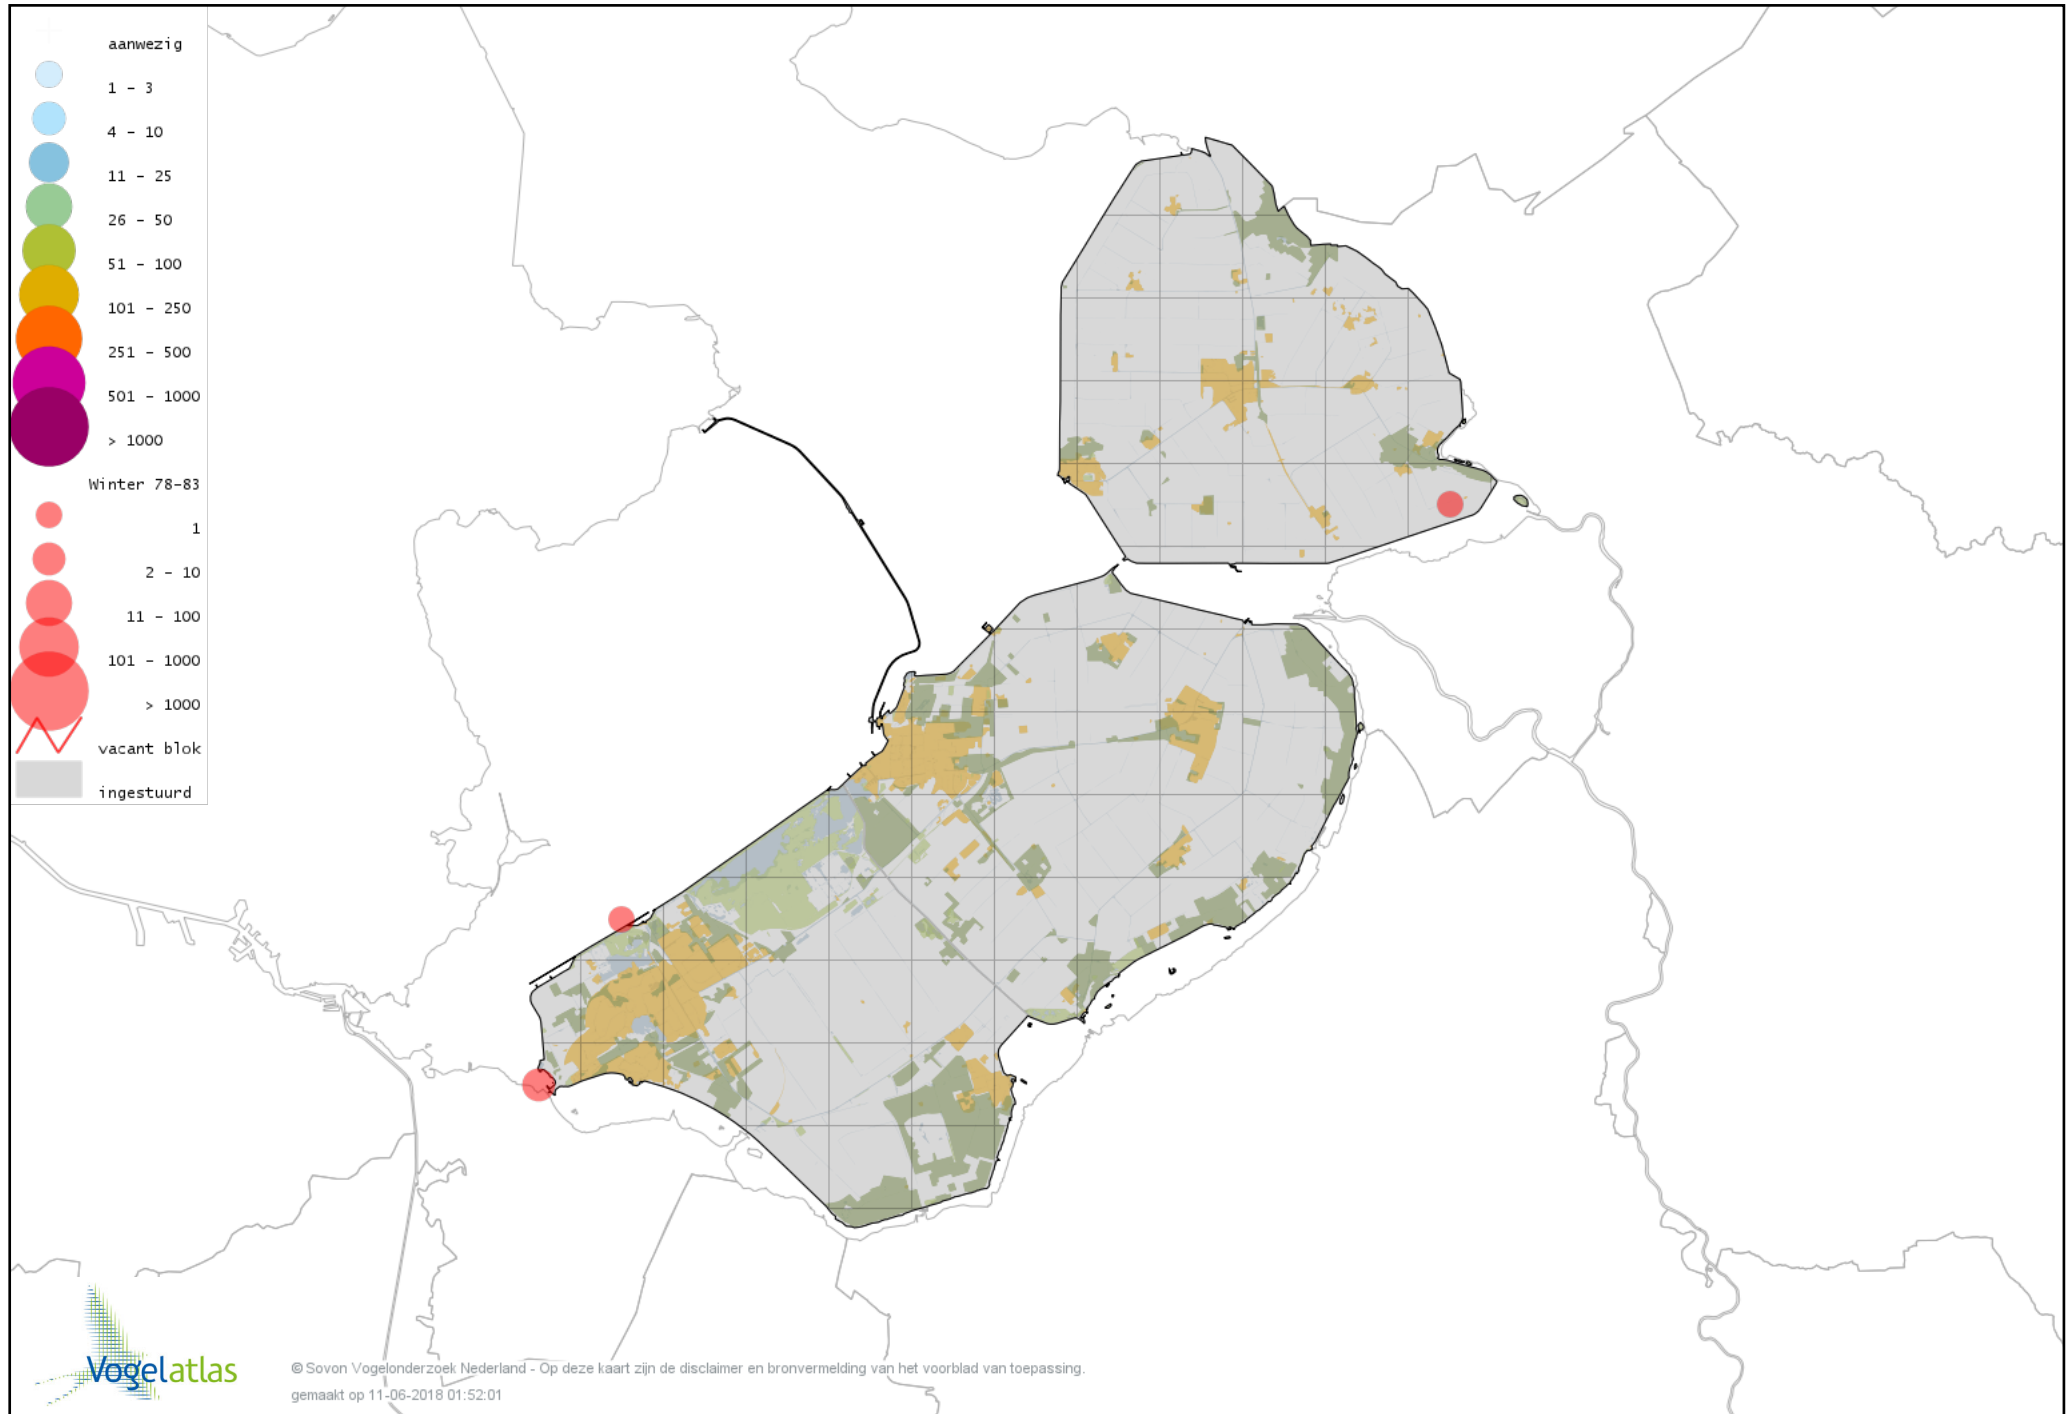 aanwezig
1 - 3
4 - 10
11 - 25
26 - 50
51 - 100
101 - 250
251 - 500
501 - 1000
> 1000
Winter 78-83
1
2 - 10
11 - 100
101 - 1000
> 1000
vacant blok
ingestuurd
Vogelatlas
© Sovon Vogelonderzoek Nederland - Op deze kaart zijn de disclaimer en bronvermelding van het voorblad van toepassing.
gemaakt op 11-06-2018 01:52:01